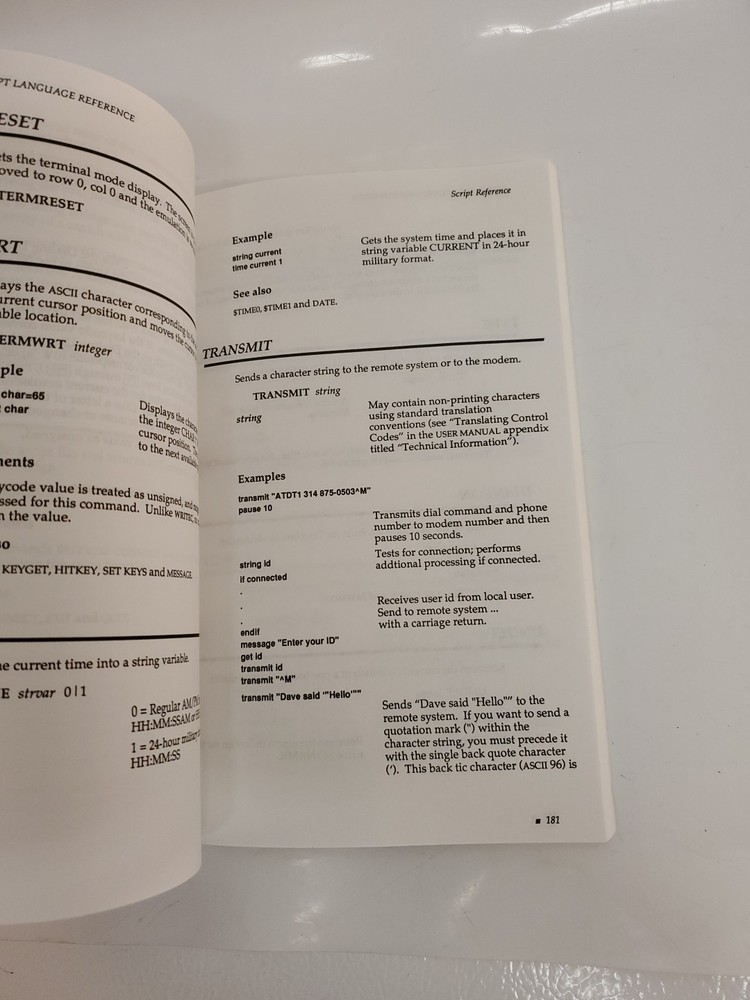 PT LANGUAGE REFERENCE
ESET
ets the terminal mode display. The
oved to row 0, col 0 and the
TERMRESET
RT
ays the ASCII character corresponding
urrent cursor position and moves the
ble location.
ERMWRT integer
ple
char=65
char
Displays the
the integer
cursor position.
to the next
ments
ycode value is treated as unsigned, and
ssed for this command. Unlike
n the value.
so
KEYGET, HITKEY, SET KEYS and MESSAGE
e current time into a string variable.
E strvar 0|1
0 = Regular
HH:MM:SSAM
1 = 24-hour military
HH:MM:SS
Script Reference
Example
string current
time current 1
Gets the system time and places it in
string variable CURRENT in 24-hour
military format.
See also
$TIME0, $TIME1 and DATE.
TRANSMIT
Sends a character string to the remote system or to the modem.
TRANSMIT string
string
May contain non-printing characters
using standard translation
conventions (see "Translating Control
Codes" in the USER MANUAL appendix
titled "Technical Information").
Examples
transmit "ATDT1 314 875-0503^M"
pause 10
Transmits dial command and phone
number to modem number and then
pauses 10 seconds.
string id
if connected
Tests for connection; performs
addtional processing if connected.
.
.
.
endif
message "Enter your ID"
get id
transmit id
transmit "^M"
Receives user id from local user.
Send to remote system ...
with a carriage return.
transmit "Dave said '"Hello'""
Sends "Dave said "Hello"" to the
remote system. If you want to send a
quotation mark (") within the
character string, you must precede it
with the single back quote character
('). This back tic character (ASCII 96) is
■ 181